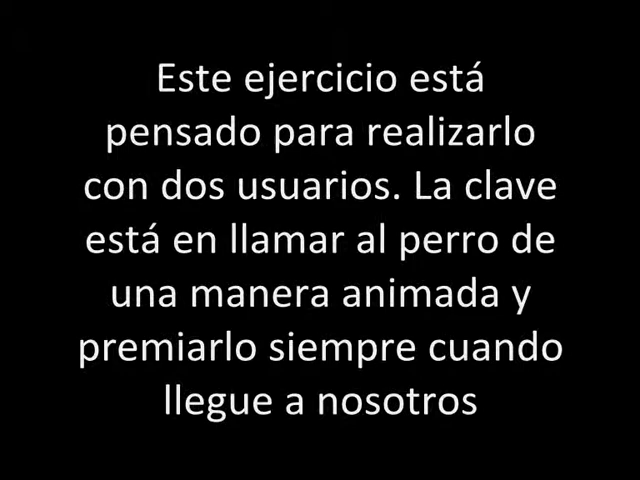 Este ejercicio está
pensado para realizarlo
con dos usuarios. La clave
está en llamar al perro de
una manera animada y
premiarlo siempre cuando
llegue a nosotros